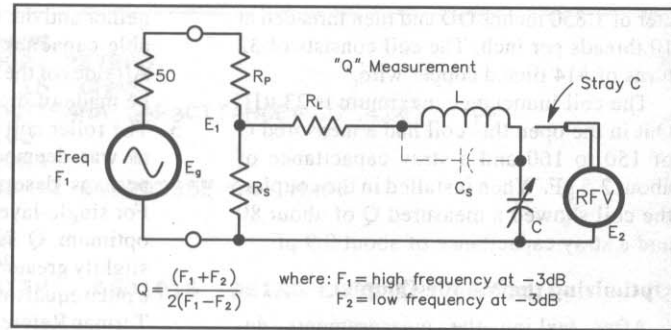 "Q" Measurement
Stray C
50
R_P
R_L
L
E_1
Freq
F_1
E_g
R_S
C_S
C
RF.V
E_2
Q = (F_1+F_2) / 2(F_1-F_2)
where: F_1 = high frequency at -3dB
F_2 = low frequency at -3dB